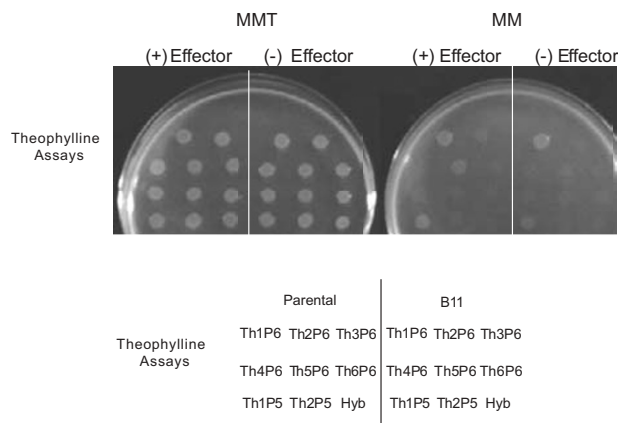 MMT MM
(+) Effector (-) Effector (+) Effector (-) Effector
Theophylline
Assays
Parental B11
Th1P6 Th2P6 Th3P6 Th1P6 Th2P6 Th3P6
Theophylline
Assays
Th4P6 Th5P6 Th6P6 Th4P6 Th5P6 Th6P6
Th1P5 Th2P5 Hyb Th1P5 Th2P5 Hyb